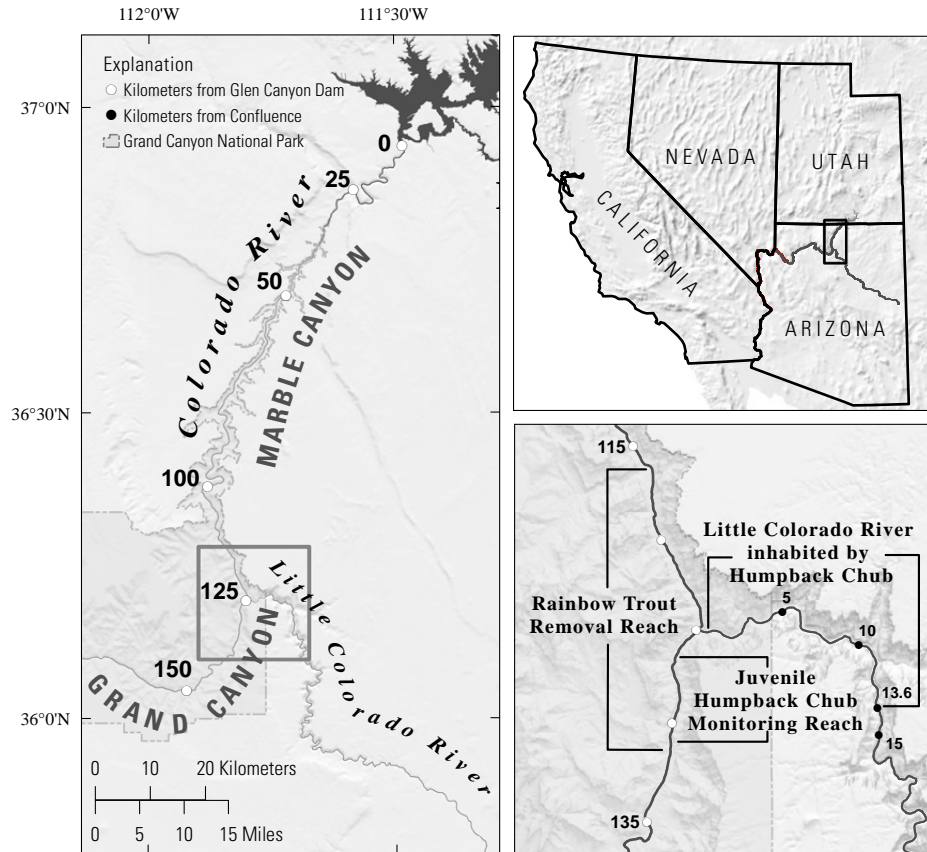 112°0'W
111°30'W
Explanation
Kilometers from Glen Canyon Dam
Kilometers from Confluence
Grand Canyon National Park
37°0'N
0
25
Colorado River
50
MARBLE CANYON
36°30'N
100
125
Little Colorado River
150
GRAND CANYON
36°0'N
0 10 20 Kilometers
0 5 10 15 Miles
NEVADA
UTAH
CALIFORNIA
ARIZONA
115
Little Colorado River
inhabited by
Humpback Chub
Rainbow Trout
Removal Reach
5
10
Juvenile
Humpback Chub
Monitoring Reach
13.6
15
135